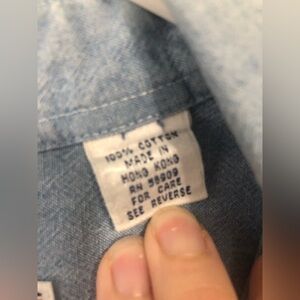 100% COTTON
MADE IN
HONG KONG
RN 58909
FOR CARE
SEE REVERSE